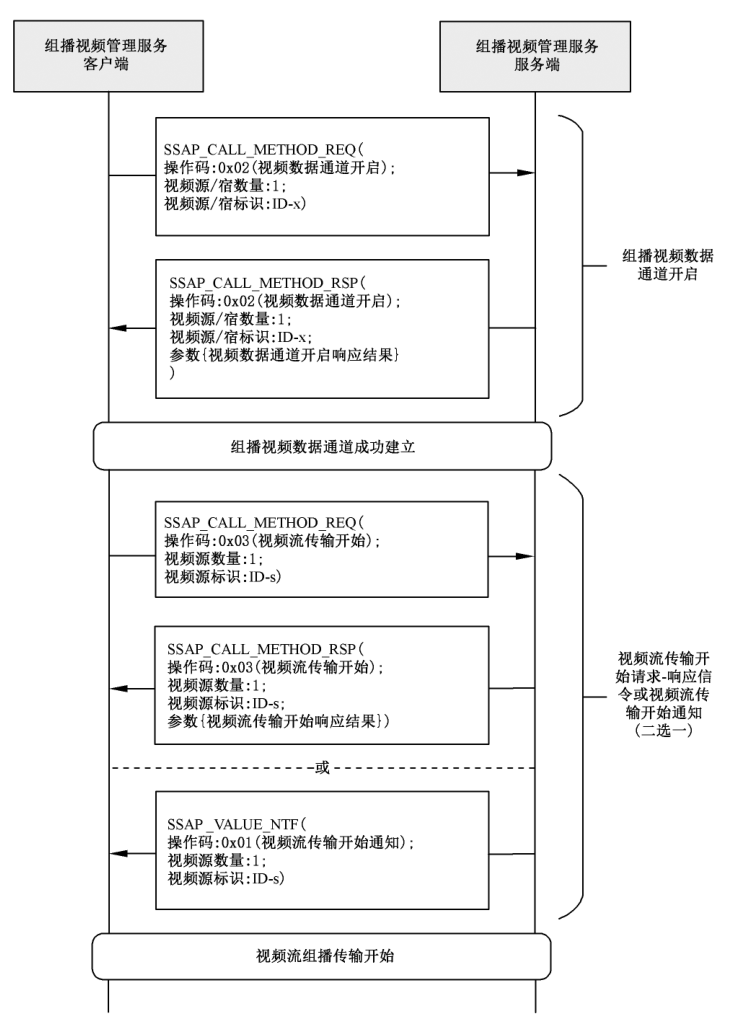 组播视频管理服务
客户端
组播视频管理服务
服务端
SSAP_CALL_METHOD_REQ(
操作码:0x02(视频数据通道开启);
视频源/宿数量:1;
视频源/宿标识:ID-x)
组播视频数据
通道开启
SSAP_CALL_METHOD_RSP(
操作码:0x02(视频数据通道开启);
视频源/宿数量:1;
视频源/宿标识:ID-x;
参数{视频数据通道开启响应结果}
)
组播视频数据通道成功建立
SSAP_CALL_METHOD_REQ(
操作码:0x03(视频流传输开始);
视频源数量:1;
视频源标识:ID-s)
SSAP_CALL_METHOD_RSP(
操作码:0x03(视频流传输开始);
视频源数量:1;
视频源标识:ID-s;
参数{视频流传输开始响应结果})
视频流传输开
始请求-响应信
令或视频流传
输开始通知
(二选一)
或
SSAP_VALUE_NTF(
操作码:0x01(视频流传输开始通知);
视频源数量:1;
视频源标识:ID-s)
视频流组播传输开始